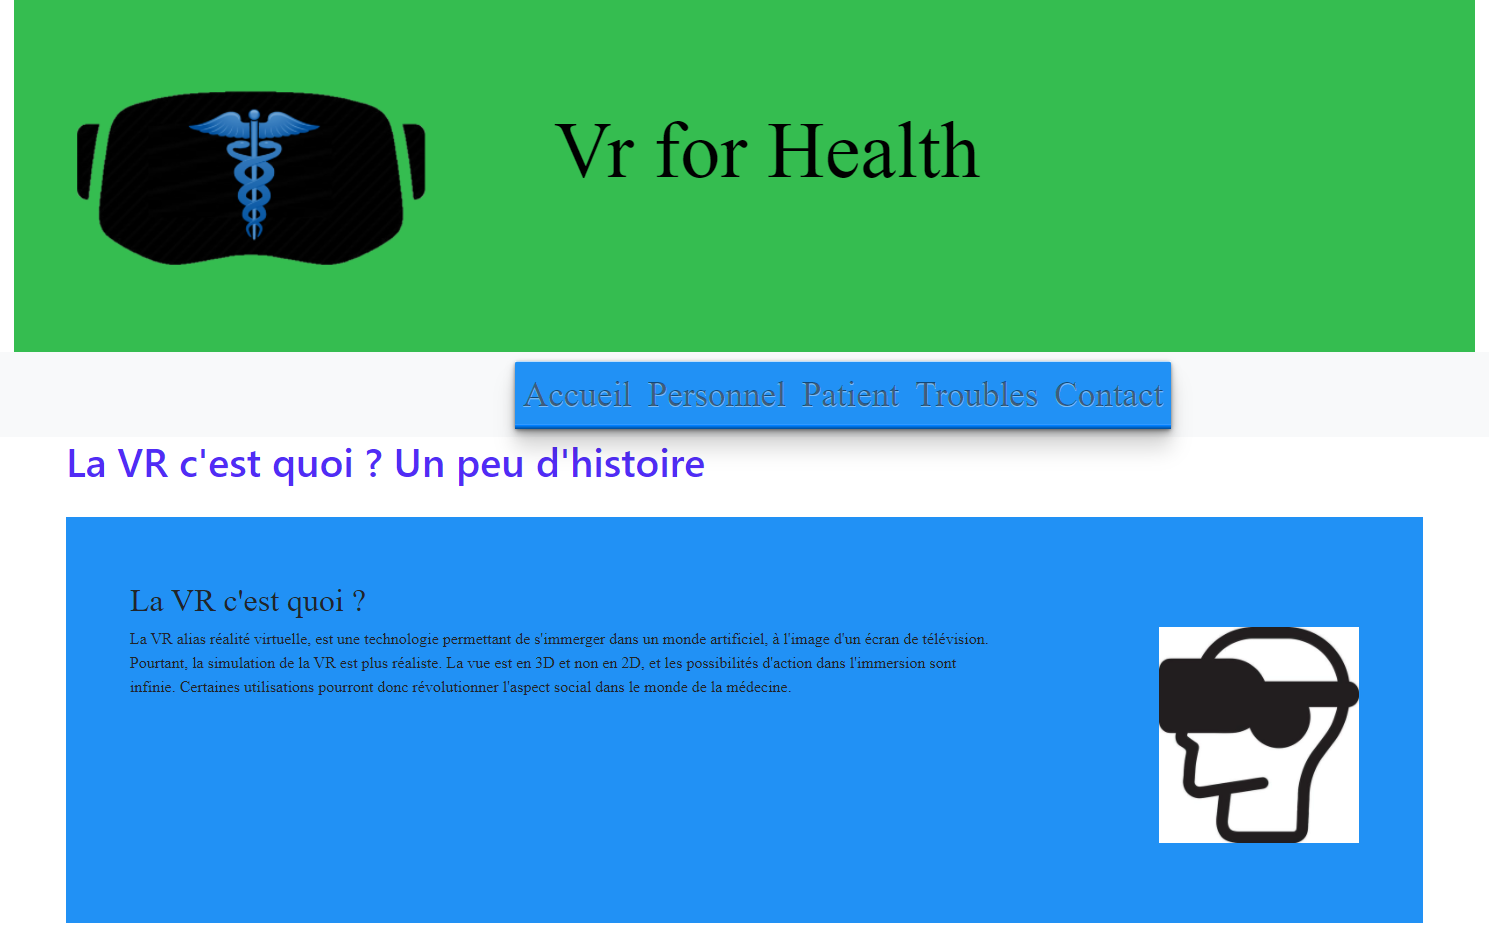 Vr for Health
Accueil Personnel Patient Troubles Contact
La VR c'est quoi ? Un peu d'histoire
La VR c'est quoi ?
La VR alias réalité virtuelle, est une technologie permettant de s'immerger dans un monde artificiel, à l'image d'un écran de télévision.
Pourtant, la simulation de la VR est plus réaliste. La vue est en 3D et non en 2D, et les possibilités d'action dans l'immersion sont
infinie. Certaines utilisations pourront donc révolutionner l'aspect social dans le monde de la médecine.